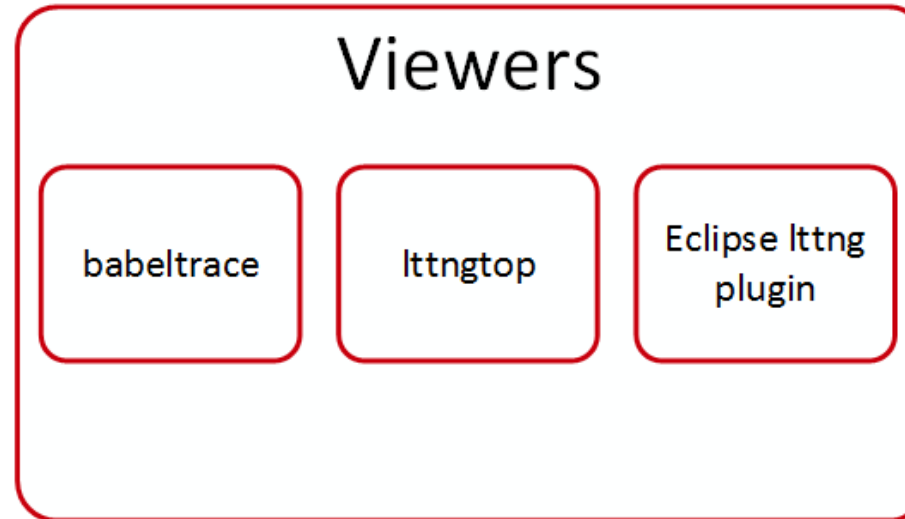 Viewers
babeltrace
lttngtop
Eclipse lttng
plugin